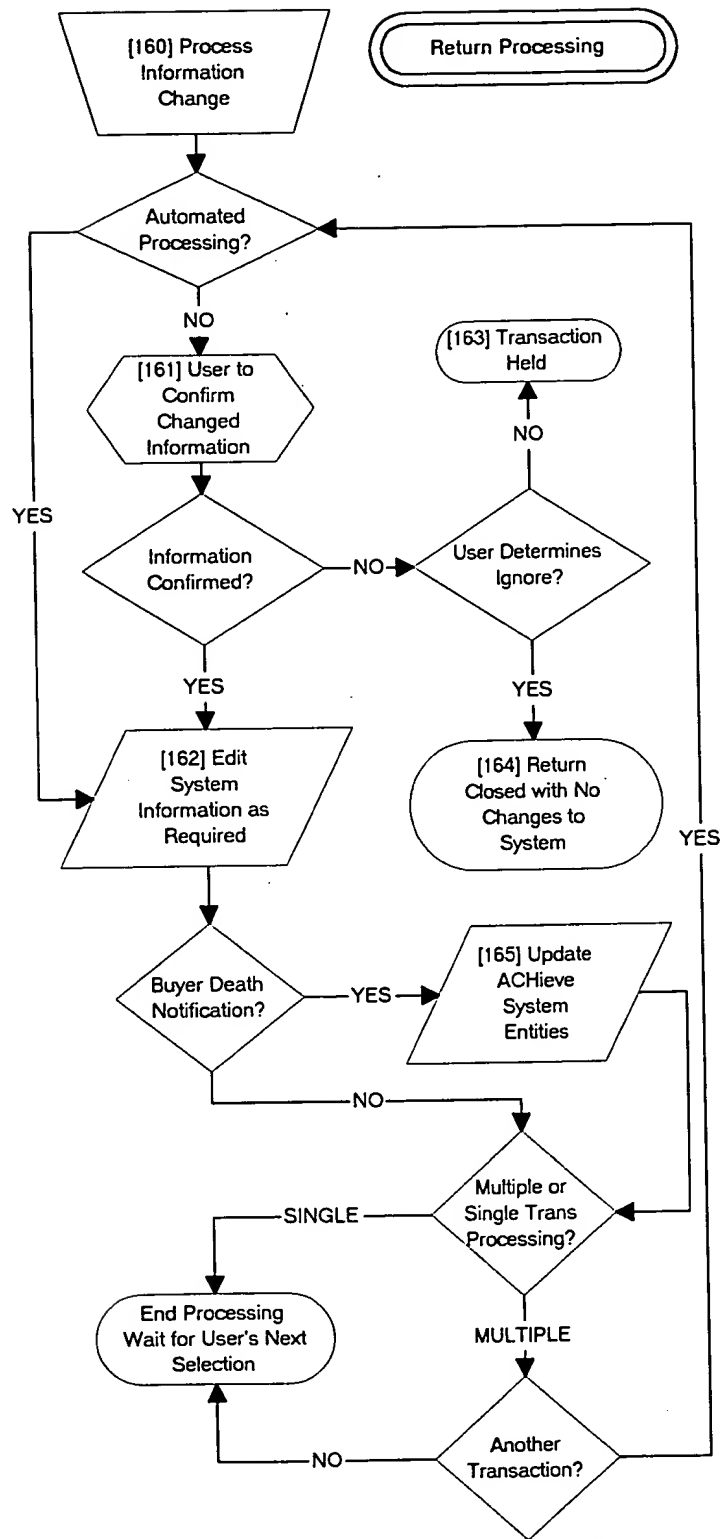 [160] Process
Information
Change
Return Processing
Automated
Processing?
NO
[161] User to
Confirm
Changed
Information
[163] Transaction
Held
NO
YES
Information
Confirmed?
NO
User Determines
Ignore?
YES
YES
[162] Edit
System
Information as
Required
[164] Return
Closed with No
Changes to
System
YES
Buyer Death
Notification?
YES
[165] Update
ACHieve
System
Entities
NO
Multiple or
Single Trans
Processing?
SINGLE
End Processing
Wait for User's Next
Selection
MULTIPLE
Another
Transaction?
NO